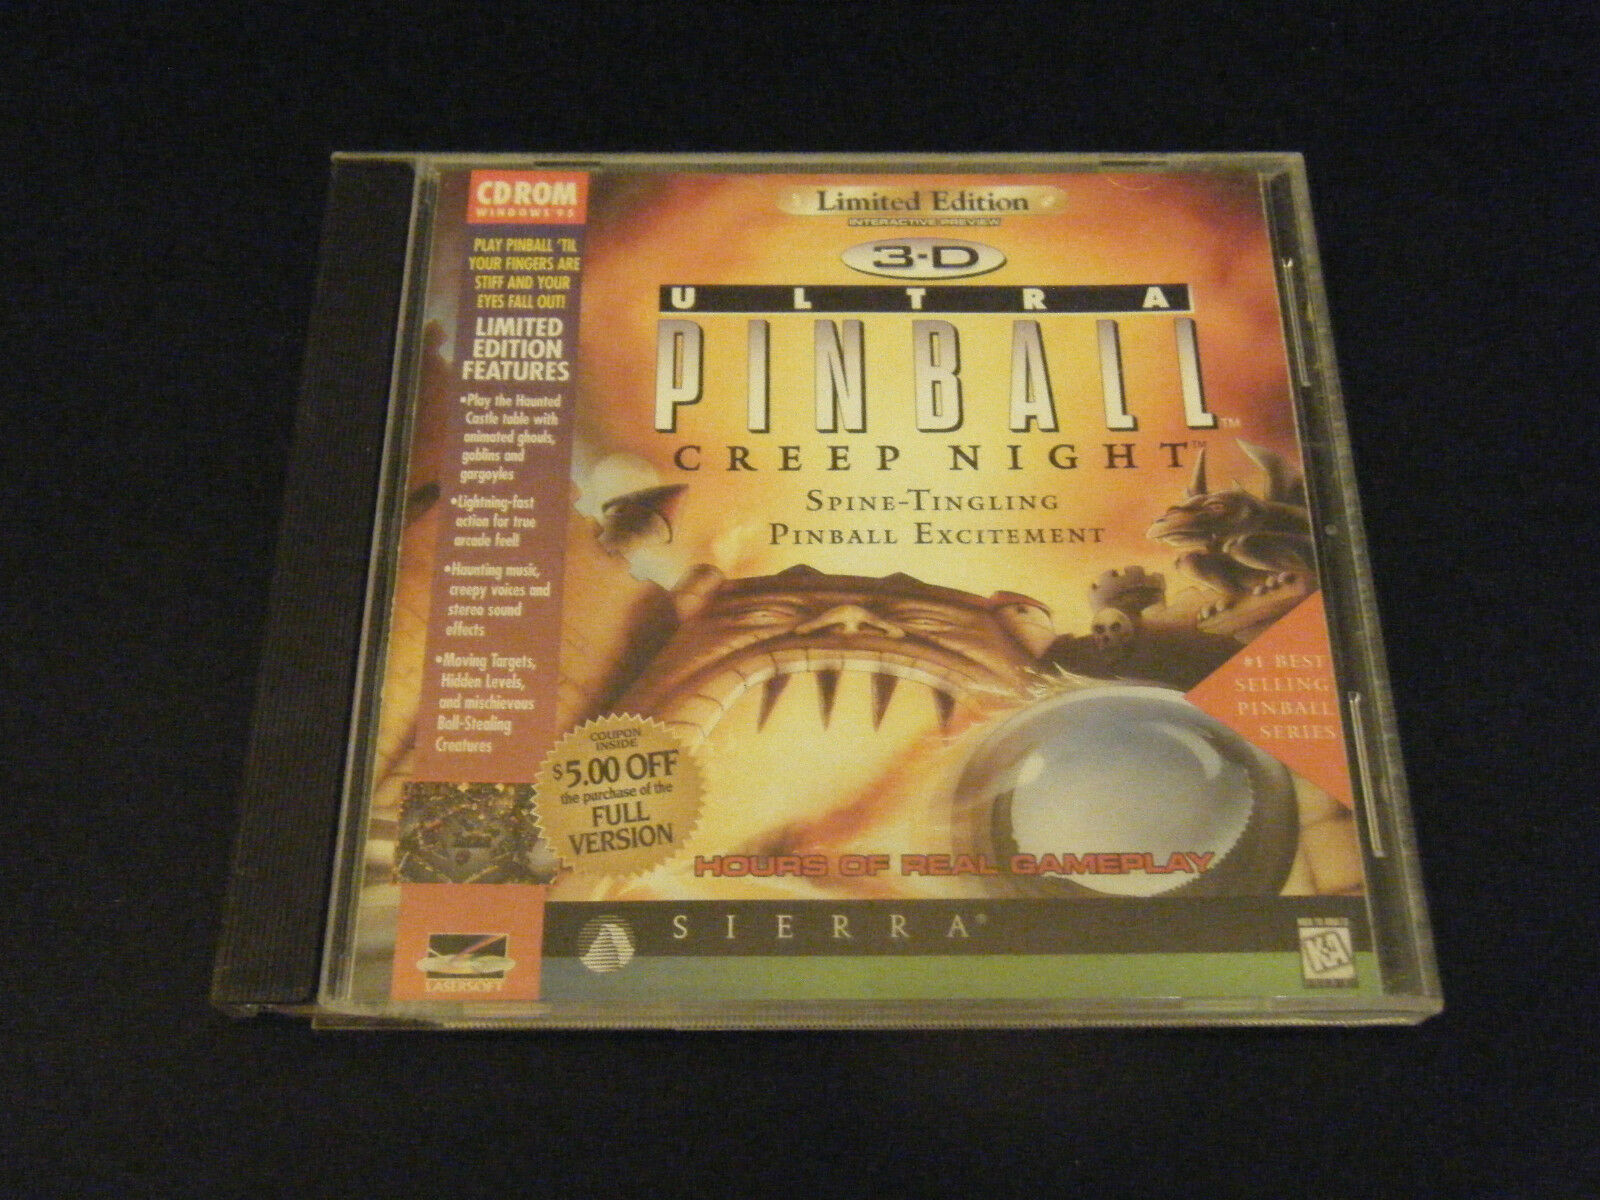 CD ROM
WINDOWS 95
PLAY PINBALL 'TIL
YOUR FINGERS ARE
STIFF AND YOUR
EYES FALL OUT!
LIMITED
EDITION
FEATURES
•Play the Haunted
Castle table with
animated ghouls,
goblins and
gargoyles
•Lightning-fast
action for true
arcade feel!
•Haunting music,
creepy voices and
stereo sound
effects
•Moving Targets,
Hidden Levels,
and mischievous
Ball-Stealing
Creatures
Limited Edition
INTERACTIVE PREVIEW
3-D
ULTRA
PINBALL™
CREEP NIGHT™
SPINE-TINGLING
PINBALL EXCITEMENT
#1 BEST
SELLING
PINBALL
SERIES
COUPON
INSIDE
$5.00 OFF
the purchase of the
FULL
VERSION
HOURS OF REAL GAMEPLAY
SIERRA®
LASERSOFT
K-A